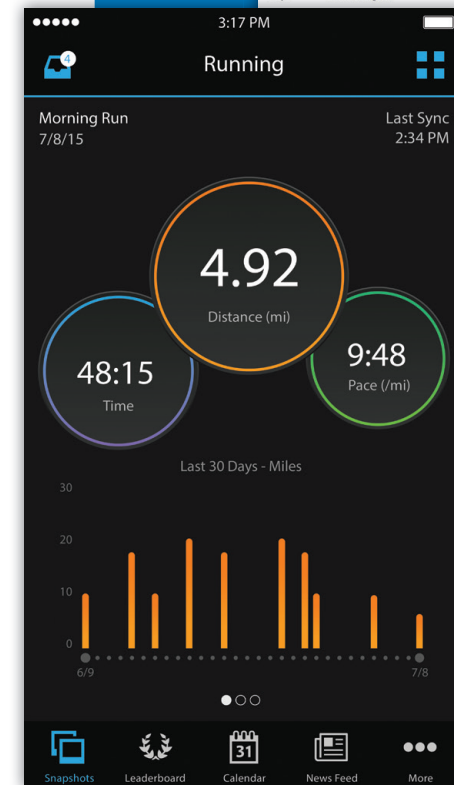 3:17 PM
4
Running
Morning Run
Last Sync
7/8/15
2:34 PM
4.92
Distance (mi)
48:15
Time
9:48
Pace (/mi)
Last 30 Days - Miles
30
20
10
0
6/9
7/8
31
Snapshots
Leaderboard
Calendar
News Feed
More